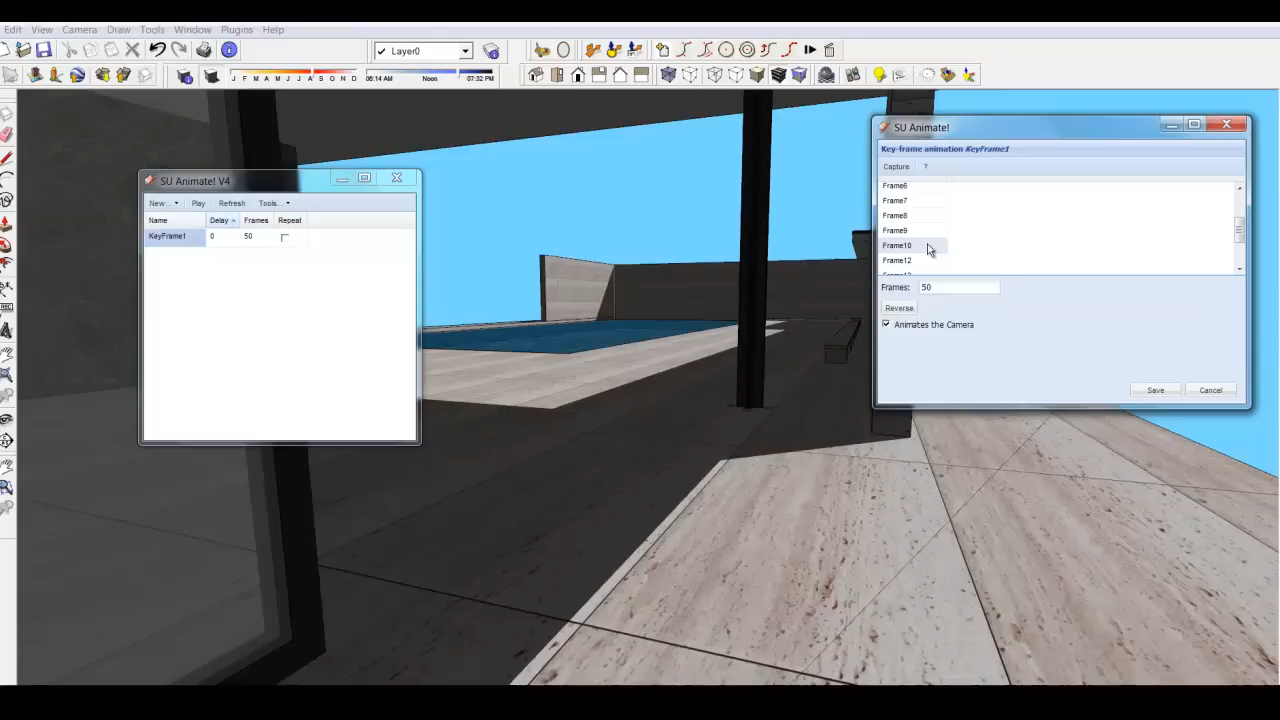 Edit View Camera Draw Tools Window Plugins Help
Layer0
J F M A M J J A S O N D 06:14 AM Noon 07:32 PM
SU Animate!
Key-frame animation KeyFrame1
Capture ?
Frame6
Frame7
Frame8
Frame9
Frame10
Frame12
Frames: 50
Reverse
Animates the Camera
Save Cancel
SU Animate! V4
New... Play Refresh Tools...
Name Delay Frames Repeat
KeyFrame1 0 50